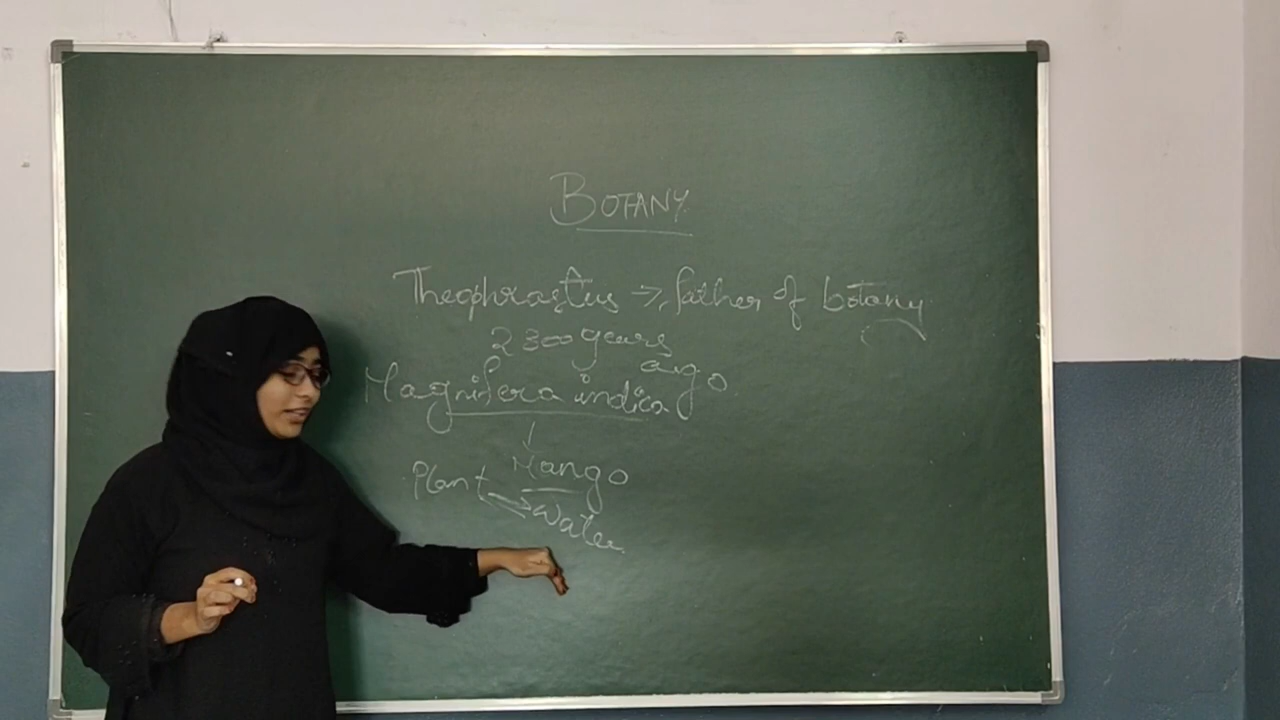 BOTANY
Theophrastus → father of botany
2300 years
ago
Magnifera indica
↓
Mango
Plant → Water